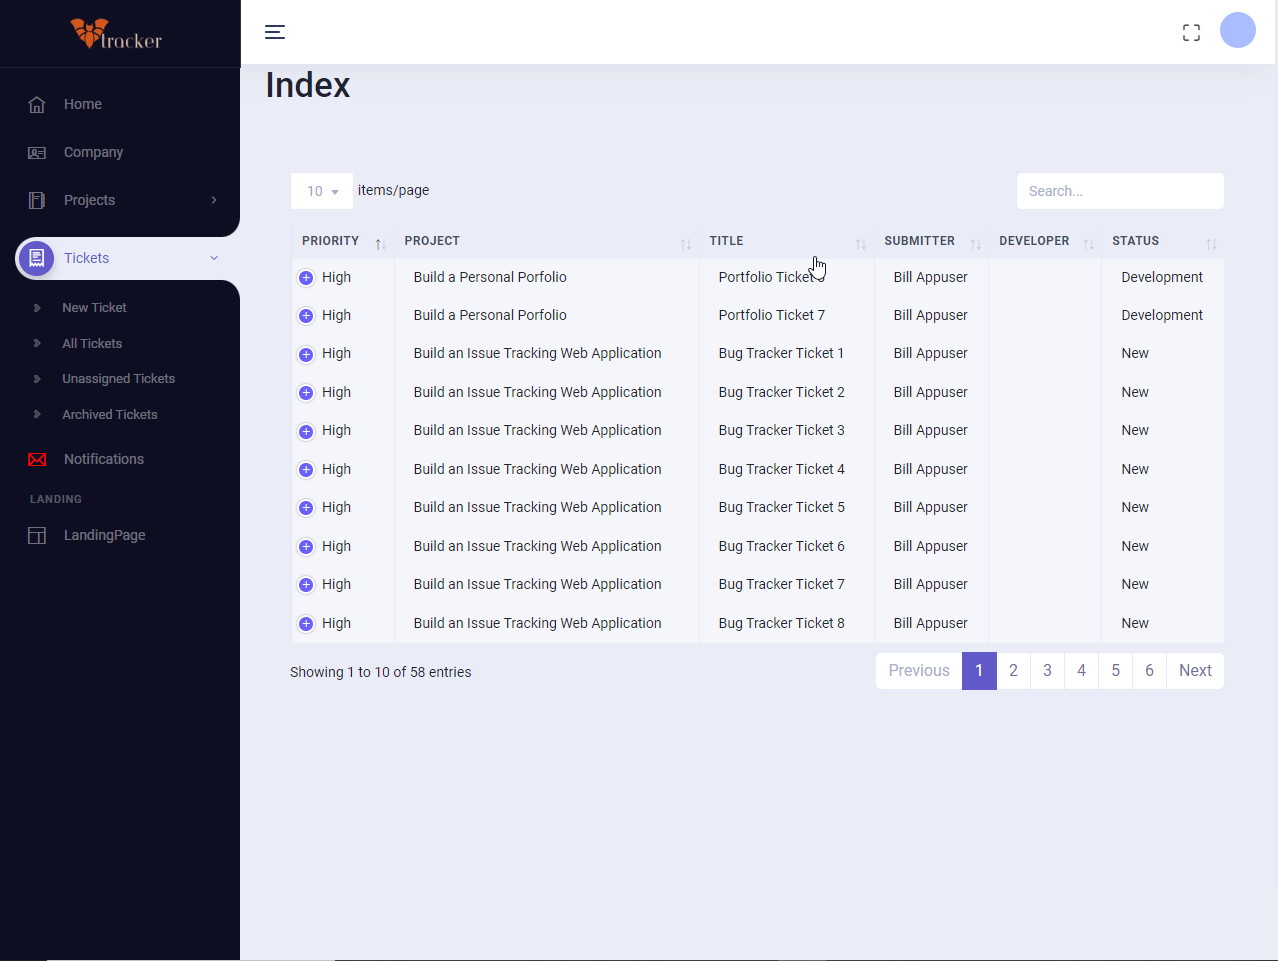 tracker
Index
Home
Company
Projects
Tickets
New Ticket
All Tickets
Unassigned Tickets
Archived Tickets
Notifications
LANDING
LandingPage
10 items/page Search...
PRIORITY PROJECT TITLE SUBMITTER DEVELOPER STATUS
High Build a Personal Porfolio Portfolio Ticket Bill Appuser Development
High Build a Personal Porfolio Portfolio Ticket 7 Bill Appuser Development
High Build an Issue Tracking Web Application Bug Tracker Ticket 1 Bill Appuser New
High Build an Issue Tracking Web Application Bug Tracker Ticket 2 Bill Appuser New
High Build an Issue Tracking Web Application Bug Tracker Ticket 3 Bill Appuser New
High Build an Issue Tracking Web Application Bug Tracker Ticket 4 Bill Appuser New
High Build an Issue Tracking Web Application Bug Tracker Ticket 5 Bill Appuser New
High Build an Issue Tracking Web Application Bug Tracker Ticket 6 Bill Appuser New
High Build an Issue Tracking Web Application Bug Tracker Ticket 7 Bill Appuser New
High Build an Issue Tracking Web Application Bug Tracker Ticket 8 Bill Appuser New
Showing 1 to 10 of 58 entries Previous 1 2 3 4 5 6 Next